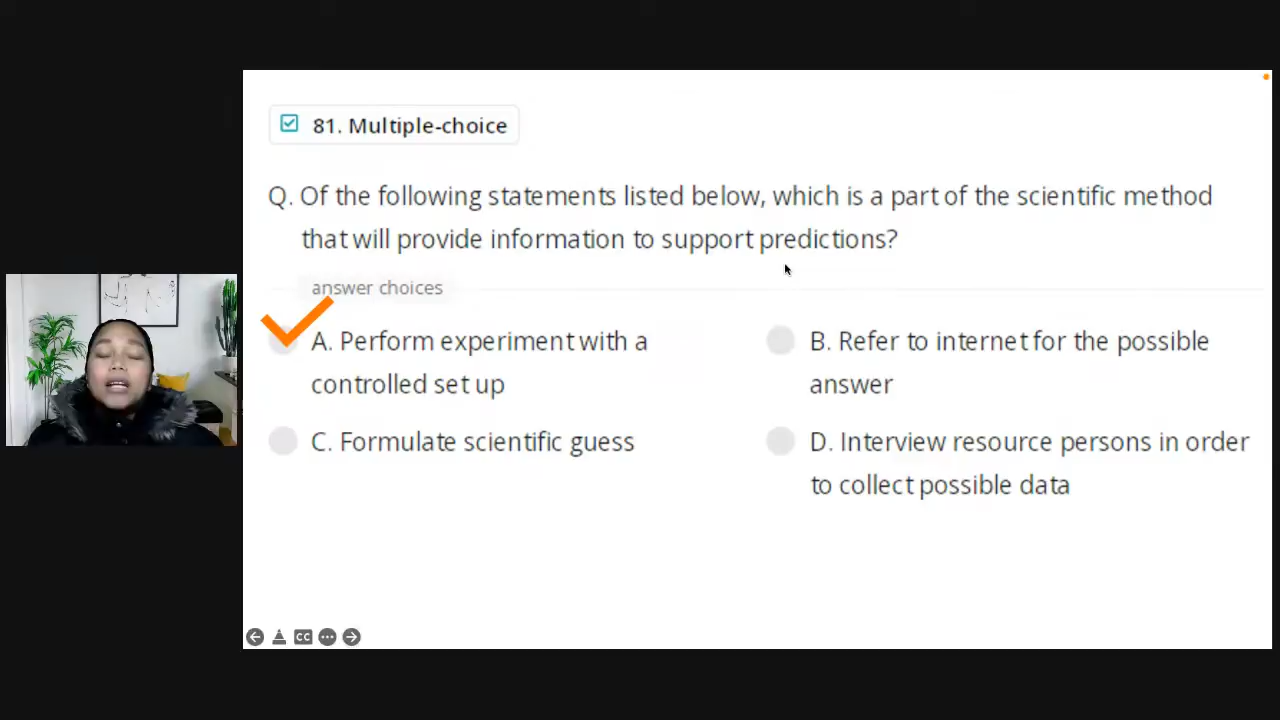 81. Multiple-choice
Q. Of the following statements listed below, which is a part of the scientific method
that will provide information to support predictions?
answer choices
A. Perform experiment with a
controlled set up
B. Refer to internet for the possible
answer
C. Formulate scientific guess
D. Interview resource persons in order
to collect possible data
CC